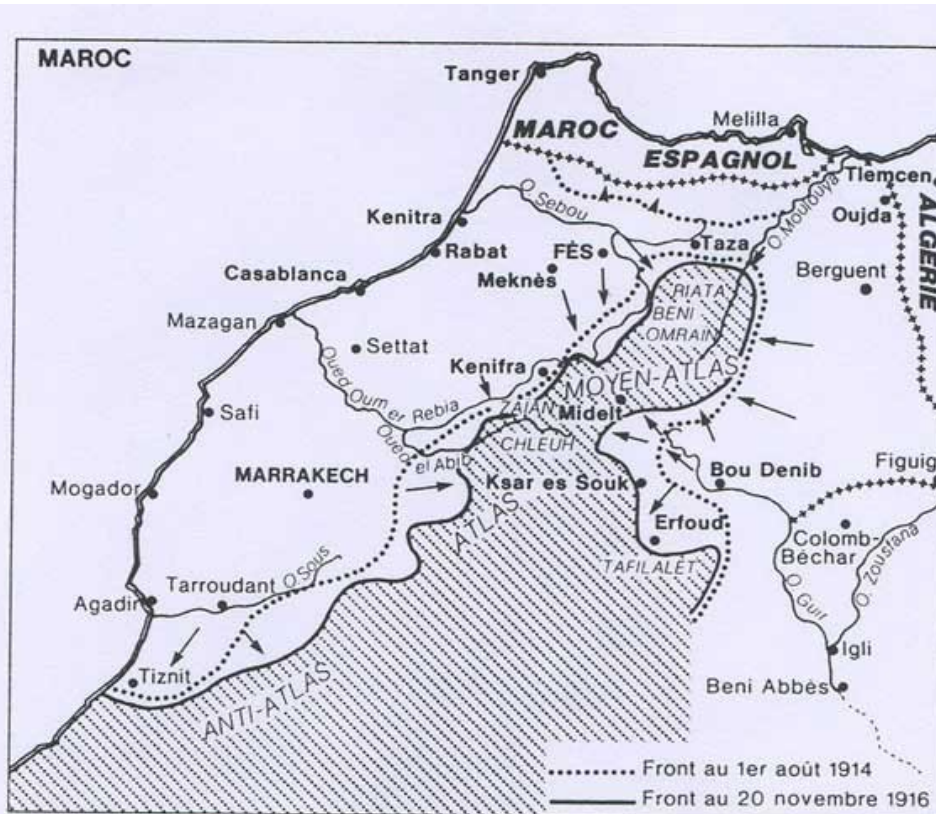 MAROC
Tanger
Melilla
MAROC
ESPAGNOL
Tlemcen
O. Sebou
O. Moulouya
Oujda
ALGERIE
Kenitra
Rabat
FÈS
Taza
Meknès
Berguent
Casablanca
RIATA
BENI
OMRAIN
Mazagan
Settat
Kenifra
MOYEN-ATLAS
Oued Oum er Rebia
ZAIAN
Midelt
Safi
CHLEUH
Oued el Abib
Mogador
MARRAKECH
Ksar es Souk
Bou Denib
Figuig
ATLAS
Erfoud
Colomb-
Béchar
TAFILALET
O. Zousfana
O. Guir
Tarroudant
O. Sous
Agadir
Igli
Tiznit
Beni Abbès
ANTI-ATLAS
Front au 1er août 1914
Front au 20 novembre 1916